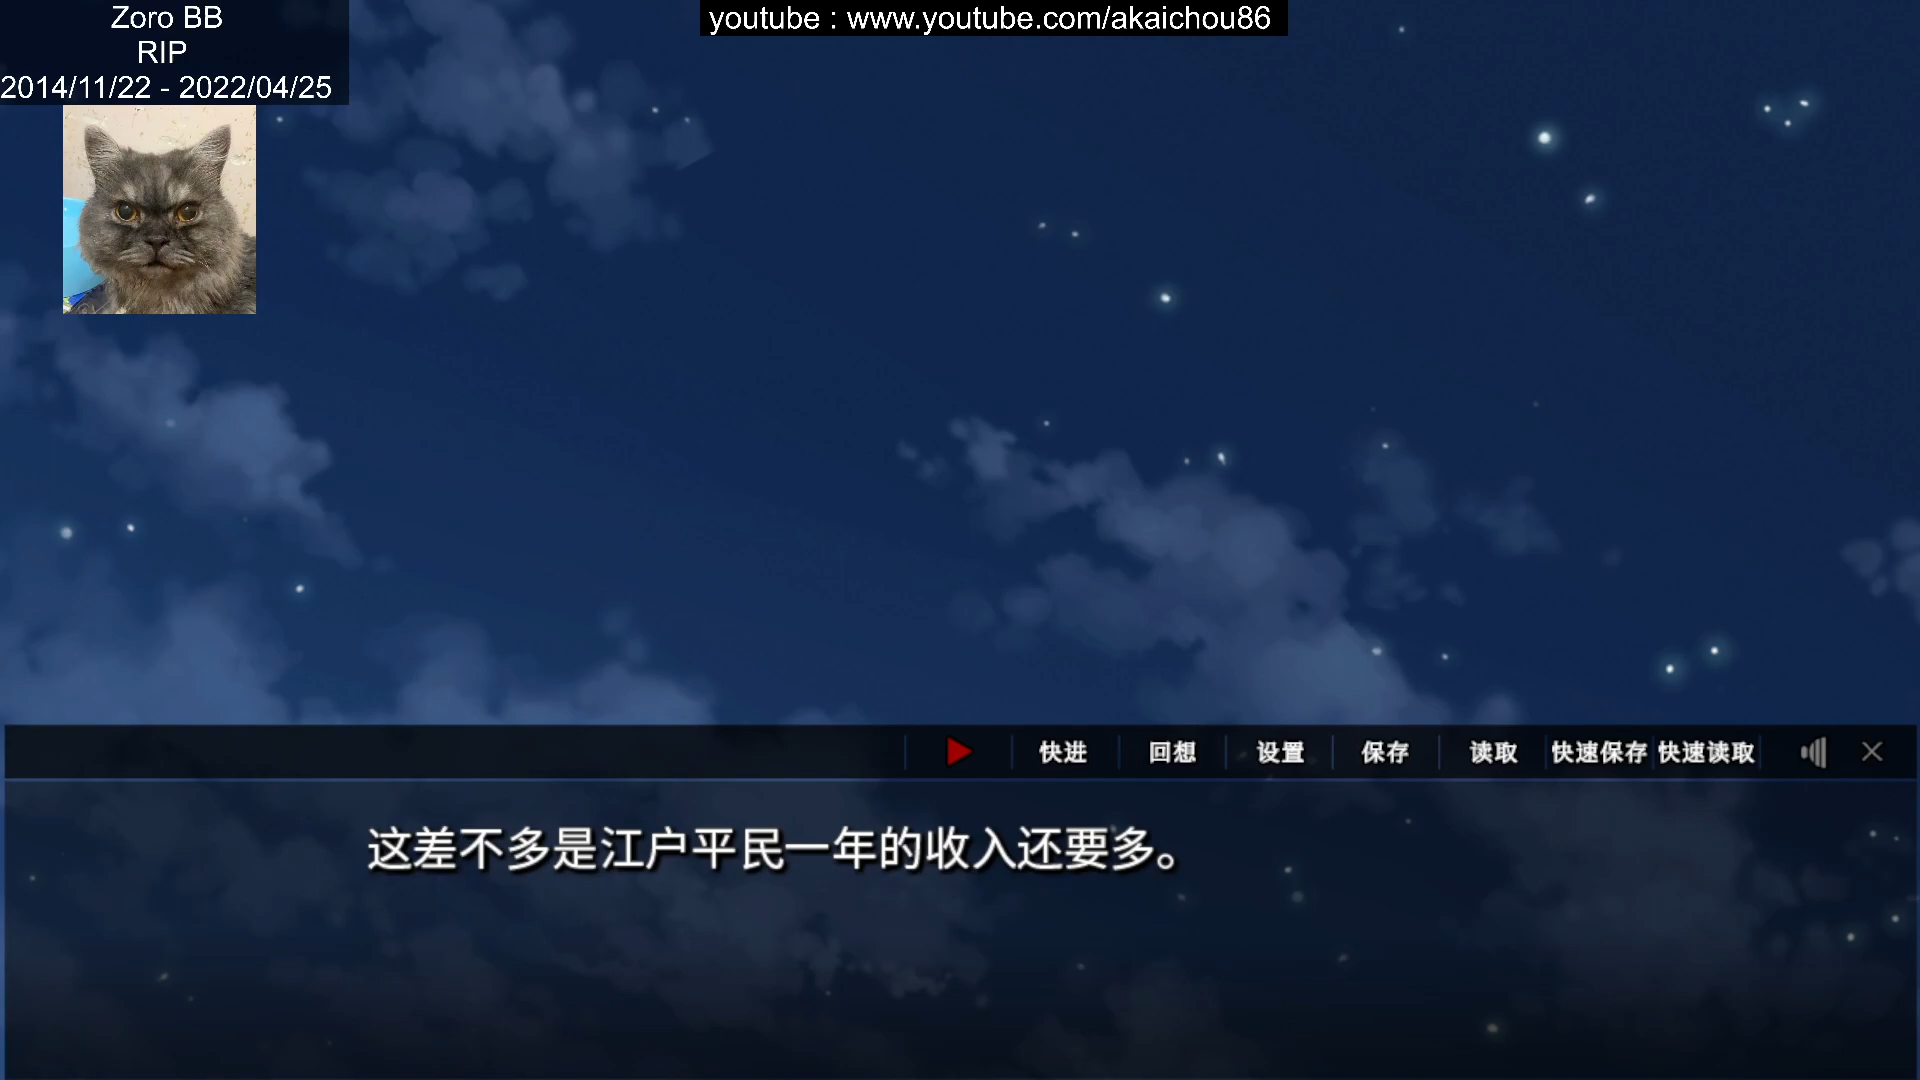 Zoro BB
RIP
2014/11/22 - 2022/04/25
youtube : www.youtube.com/akaichou86
快进 回想 设置 保存 读取 快速保存 快速读取
这差不多是江户平民一年的收入还要多。